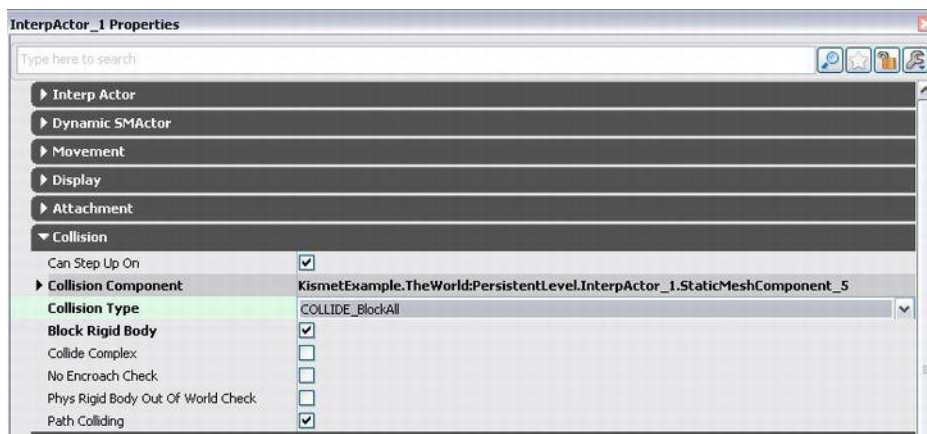 InterpActor_1 Properties
Type here to search
Interp Actor
Dynamic SMActor
Movement
Display
Attachment
Collision
Can Step Up On
Collision Component KismetExample.TheWorld:PersistentLevel.InterpActor_1.StaticMeshComponent_5
Collision Type COLLIDE_BlockAll
Block Rigid Body
Collide Complex
No Encroach Check
Phys Rigid Body Out Of World Check
Path Colliding